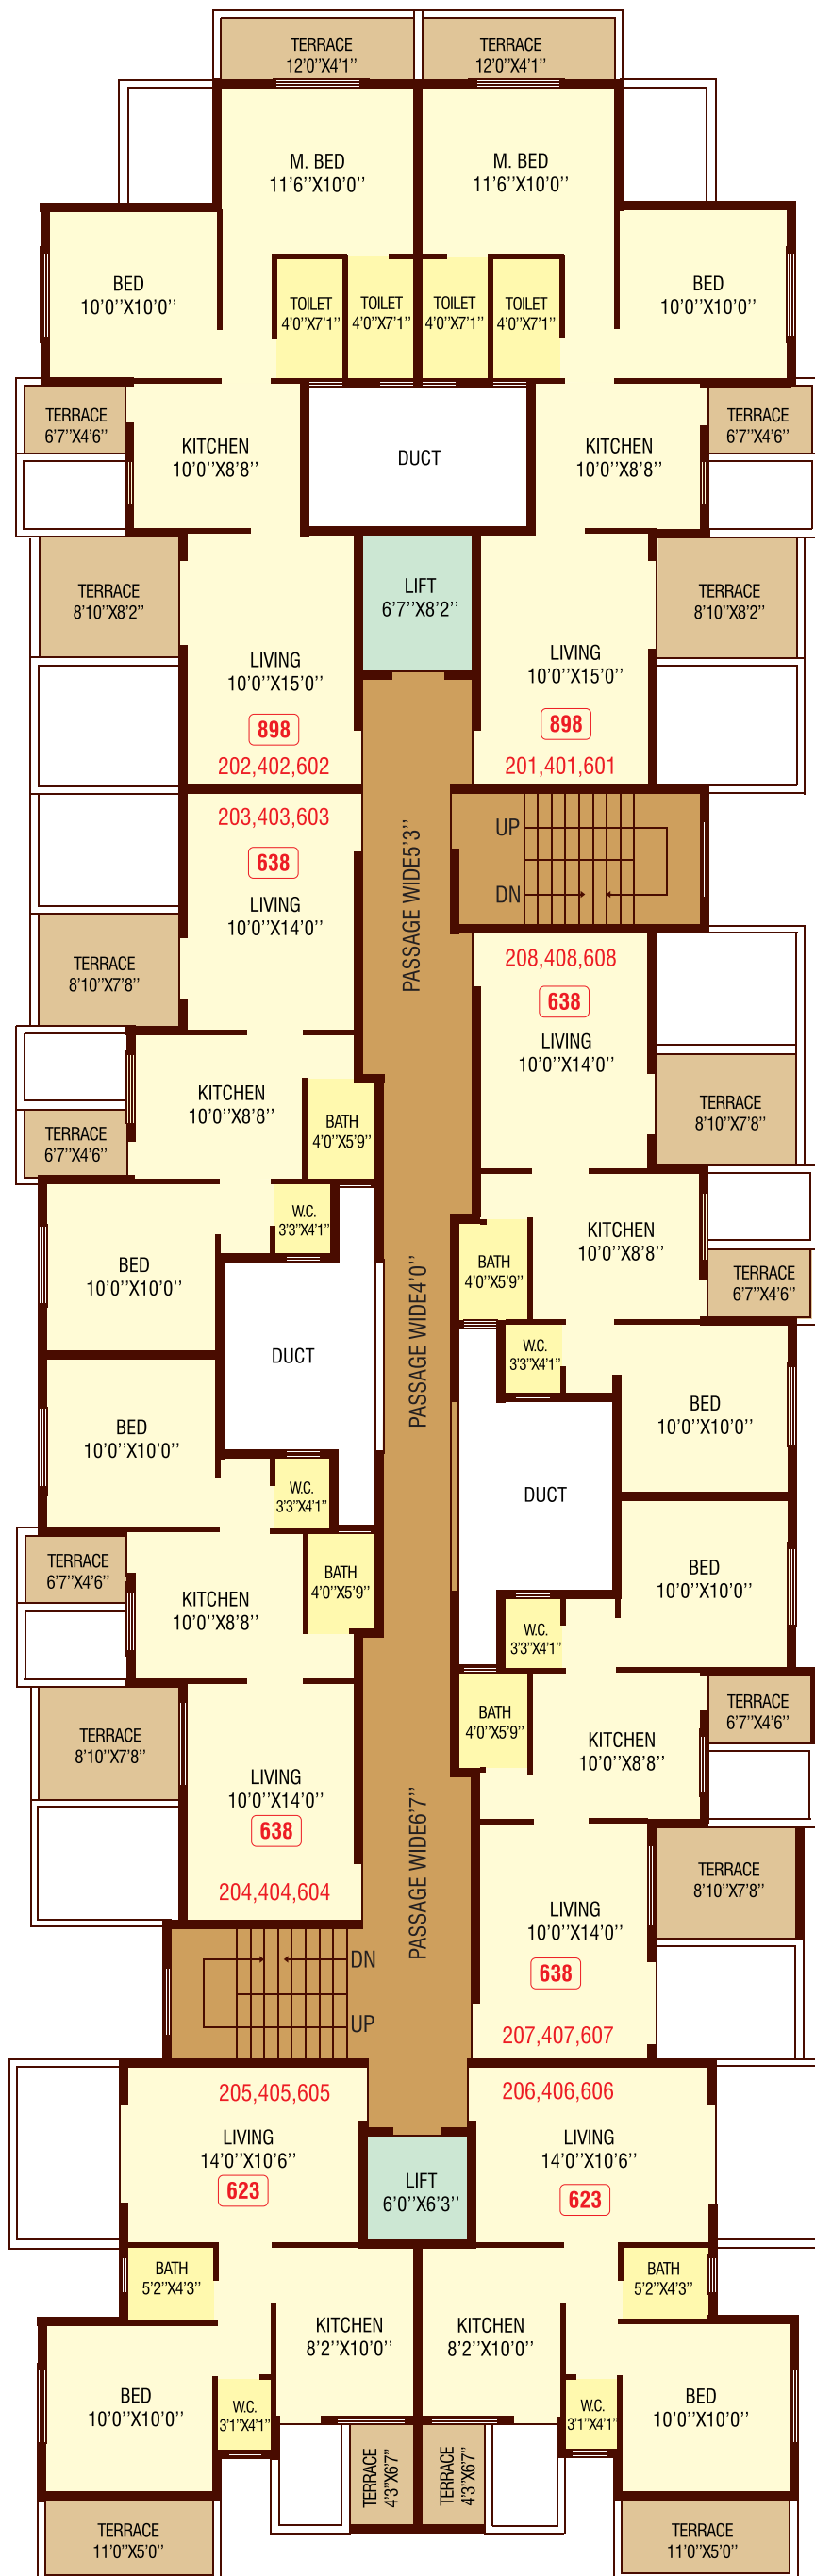 TERRACE
12'0''X4'1''
TERRACE
12'0''X4'1''
M. BED
11'6''X10'0''
M. BED
11'6''X10'0''
BED
10'0''X10'0''
TOILET
4'0''X7'1''
TOILET
4'0''X7'1''
TOILET
4'0''X7'1''
TOILET
4'0''X7'1''
BED
10'0''X10'0''
TERRACE
6'7''X4'6''
KITCHEN
10'0''X8'8''
DUCT
KITCHEN
10'0''X8'8''
TERRACE
6'7''X4'6''
TERRACE
8'10''X8'2''
LIFT
6'7''X8'2''
TERRACE
8'10''X8'2''
LIVING
10'0''X15'0''
898
202,402,602
LIVING
10'0''X15'0''
898
201,401,601
203,403,603
638
LIVING
10'0''X14'0''
PASSAGE WIDE5'3''
UP
DN
TERRACE
8'10''X7'8''
208,408,608
638
LIVING
10'0''X14'0''
KITCHEN
10'0''X8'8''
BATH
4'0''X5'9''
TERRACE
8'10''X7'8''
TERRACE
6'7''X4'6''
W.C.
3'3''X4'1''
KITCHEN
10'0''X8'8''
BED
10'0''X10'0''
BATH
4'0''X5'9''
TERRACE
6'7''X4'6''
DUCT
PASSAGE WIDE4'0''
W.C.
3'3''X4'1''
BED
10'0''X10'0''
BED
10'0''X10'0''
W.C.
3'3''X4'1''
DUCT
TERRACE
6'7''X4'6''
KITCHEN
10'0''X8'8''
BATH
4'0''X5'9''
BED
10'0''X10'0''
W.C.
3'3''X4'1''
TERRACE
8'10''X7'8''
BATH
4'0''X5'9''
KITCHEN
10'0''X8'8''
TERRACE
6'7''X4'6''
LIVING
10'0''X14'0''
638
204,404,604
PASSAGE WIDE6'7''
TERRACE
8'10''X7'8''
LIVING
10'0''X14'0''
638
207,407,607
DN
UP
205,405,605
LIVING
14'0''X10'6''
623
206,406,606
LIVING
14'0''X10'6''
623
LIFT
6'0''X6'3''
BATH
5'2''X4'3''
BATH
5'2''X4'3''
KITCHEN
8'2''X10'0''
KITCHEN
8'2''X10'0''
BED
10'0''X10'0''
W.C.
3'1''X4'1''
W.C.
3'1''X4'1''
BED
10'0''X10'0''
TERRACE
4'3''X6'7''
TERRACE
4'3''X6'7''
TERRACE
11'0''X5'0''
TERRACE
11'0''X5'0''